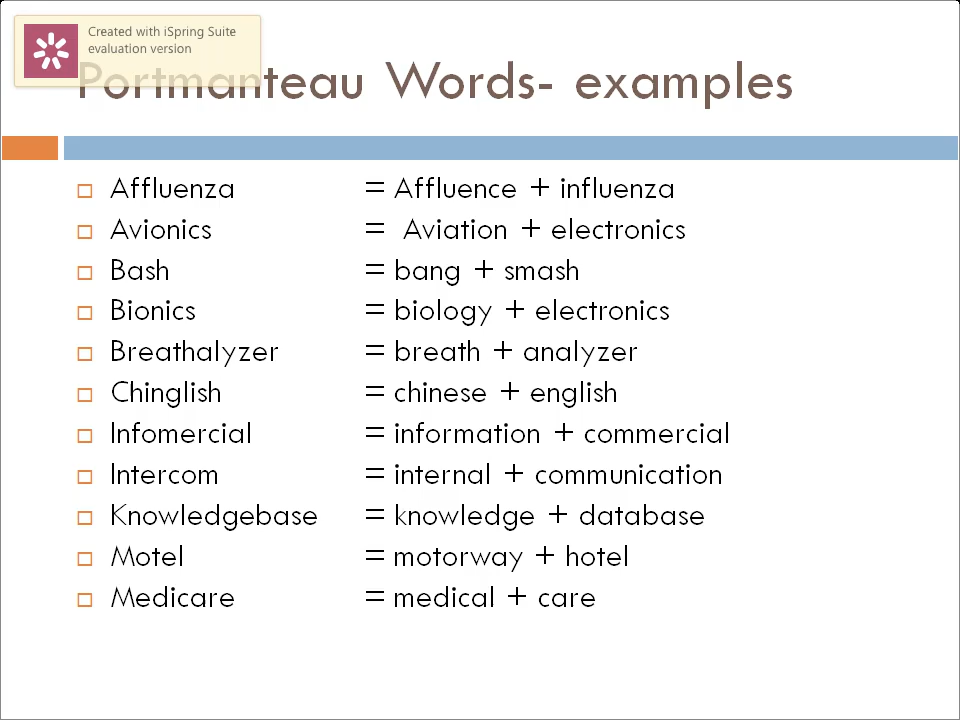 Created with iSpring Suite
evaluation version
Portmanteau Words- examples
Affluenza = Affluence + influenza
Avionics = Aviation + electronics
Bash = bang + smash
Bionics = biology + electronics
Breathalyzer = breath + analyzer
Chinglish = chinese + english
Infomercial = information + commercial
Intercom = internal + communication
Knowledgebase = knowledge + database
Motel = motorway + hotel
Medicare = medical + care